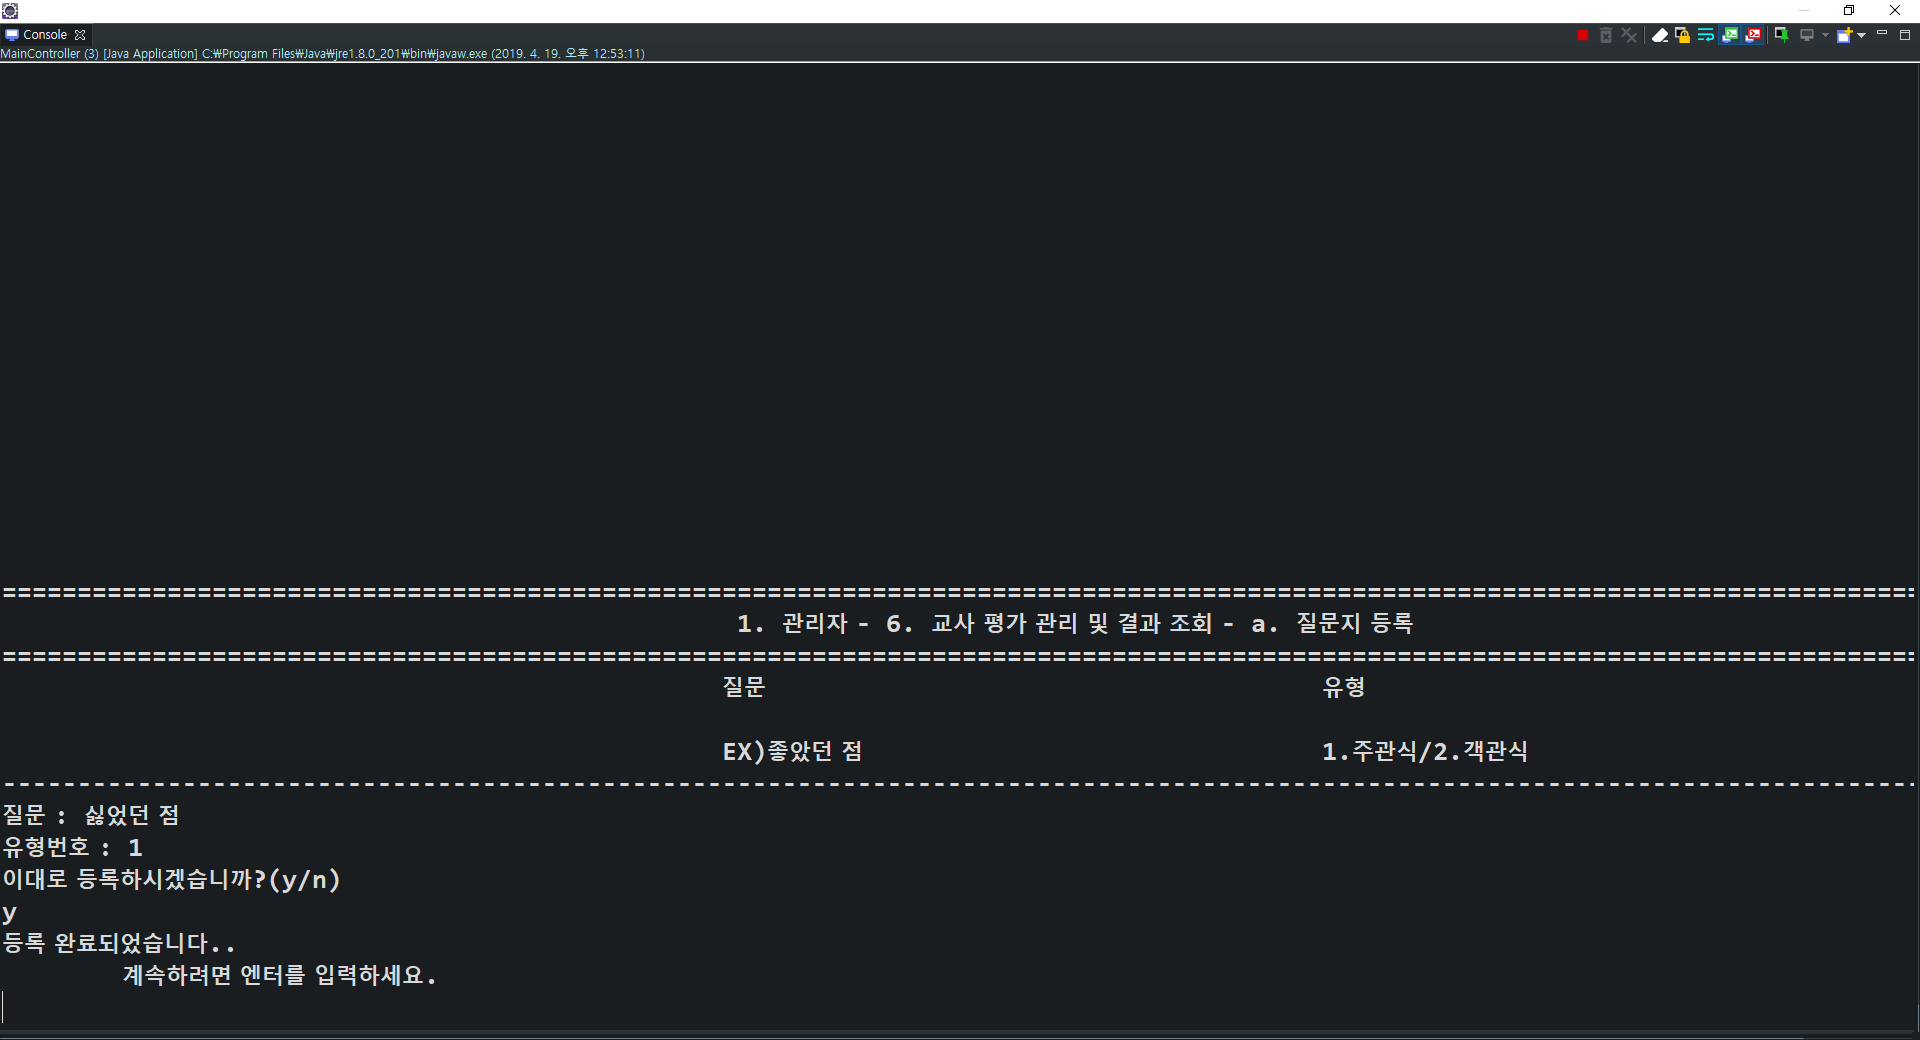 Console
MainController (3) [Java Application] C:₩Program Files₩Java₩jre1.8.0_201₩bin₩javaw.exe (2019. 4. 19. 오후 12:53:11)
================================================================================================================================
1. 관리자 - 6. 교사 평가 관리 및 결과 조회 - a. 질문지 등록
================================================================================================================================
질문 유형
EX)좋았던 점 1.주관식/2.객관식
--------------------------------------------------------------------------------------------------------------------------------
질문 : 싫었던 점
유형번호 : 1
이대로 등록하시겠습니까?(y/n)
y
등록 완료되었습니다..
계속하려면 엔터를 입력하세요.